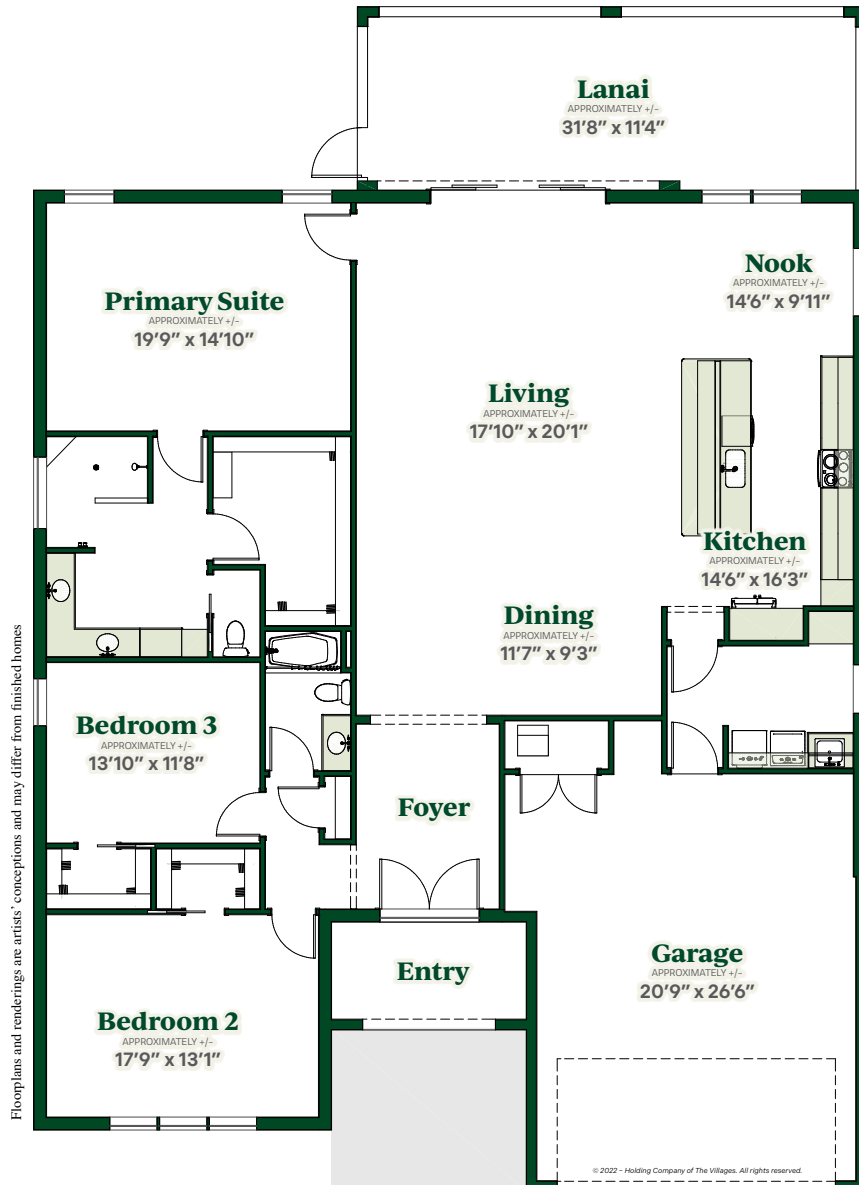 Lanai
APPROXIMATELY +/-
31’8” x 11’4”
Nook
APPROXIMATELY +/-
14’6” x 9’11”
Primary Suite
APPROXIMATELY +/-
19’9” x 14’10”
Living
APPROXIMATELY +/-
17’10” x 20’1”
Kitchen
APPROXIMATELY +/-
14’6” x 16’3”
Dining
APPROXIMATELY +/-
11’7” x 9’3”
Bedroom 3
APPROXIMATELY +/-
13’10” x 11’8”
Foyer
Garage
APPROXIMATELY +/-
20’9” x 26’6”
Entry
Bedroom 2
APPROXIMATELY +/-
17’9” x 13’1”
Floorplans and renderings are artists’ conceptions and may differ from finished homes
© 2022 – Holding Company of The Villages. All rights reserved.